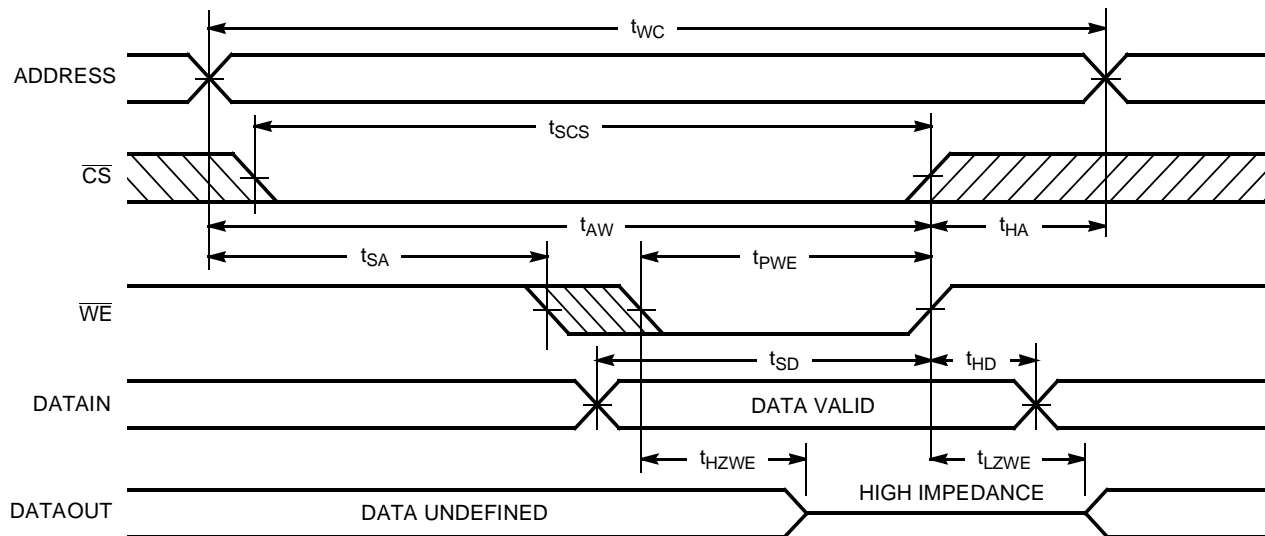 tWC
ADDRESS
tSCS
CS
tAW
tHA
tSA
tPWE
WE
tSD
tHD
DATAIN
DATA VALID
tHZWE
tLZWE
HIGH IMPEDANCE
DATAOUT
DATA UNDEFINED